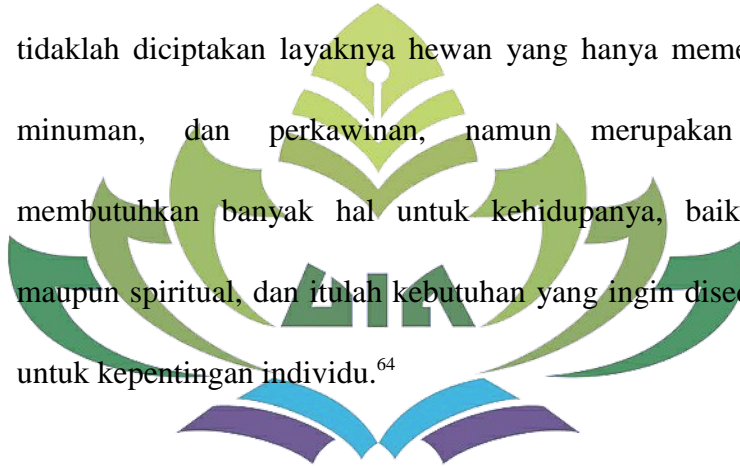 tidaklah diciptakan layaknya hewan yang hanya meme
minuman, dan perkawinan, namun merupakan
membutuhkan banyak hal untuk kehidupanya, baik
maupun spiritual, dan itulah kebutuhan yang ingin dised
untuk kepentingan individu.⁶⁴